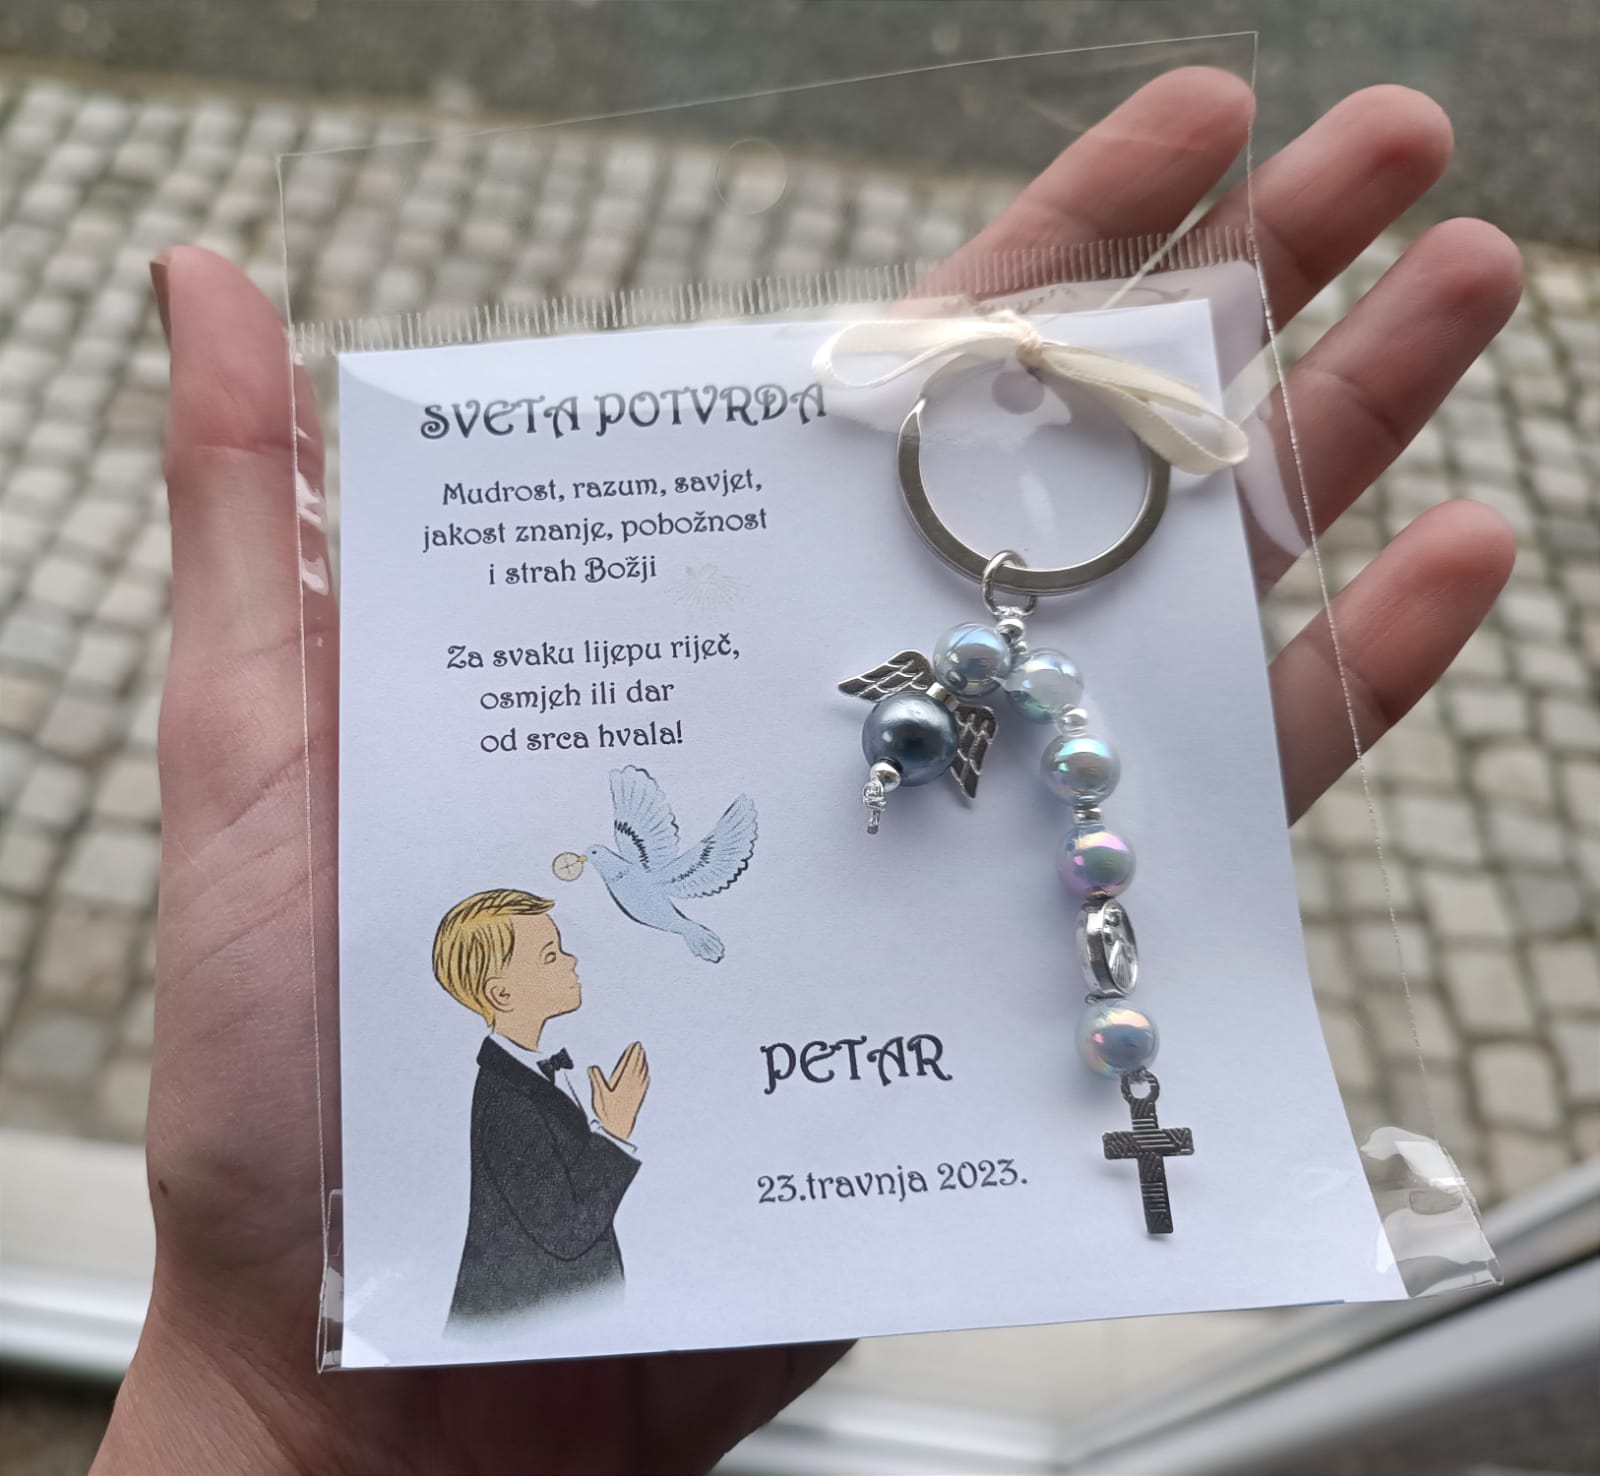 SVETA POTVRDA
Mudrost, razum, savjet,
jakost znanje, pobožnost
i strah Božji
Za svaku lijepu riječ,
osmjeh ili dar
od srca hvala!
PETAR
23.travnja 2023.